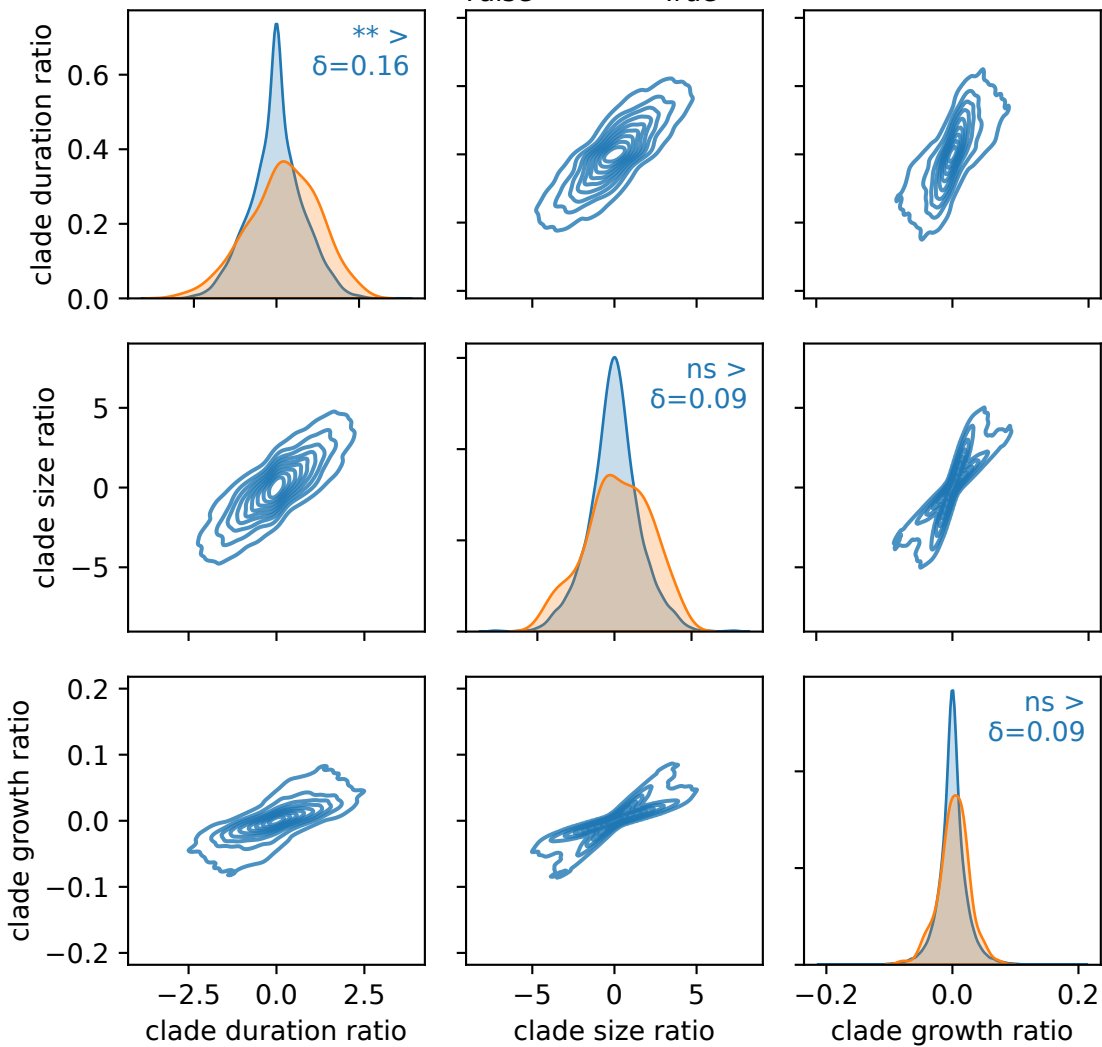 clade duration ratio
0.6
0.4
0.2
0.0
** >
δ=0.16
clade size ratio
5
0
−5
ns >
δ=0.09
clade growth ratio
0.2
0.1
0.0
−0.1
−0.2
ns >
δ=0.09
−2.5 0.0 2.5
−5 0 5
−0.2 0.0 0.2
clade duration ratio
clade size ratio
clade growth ratio